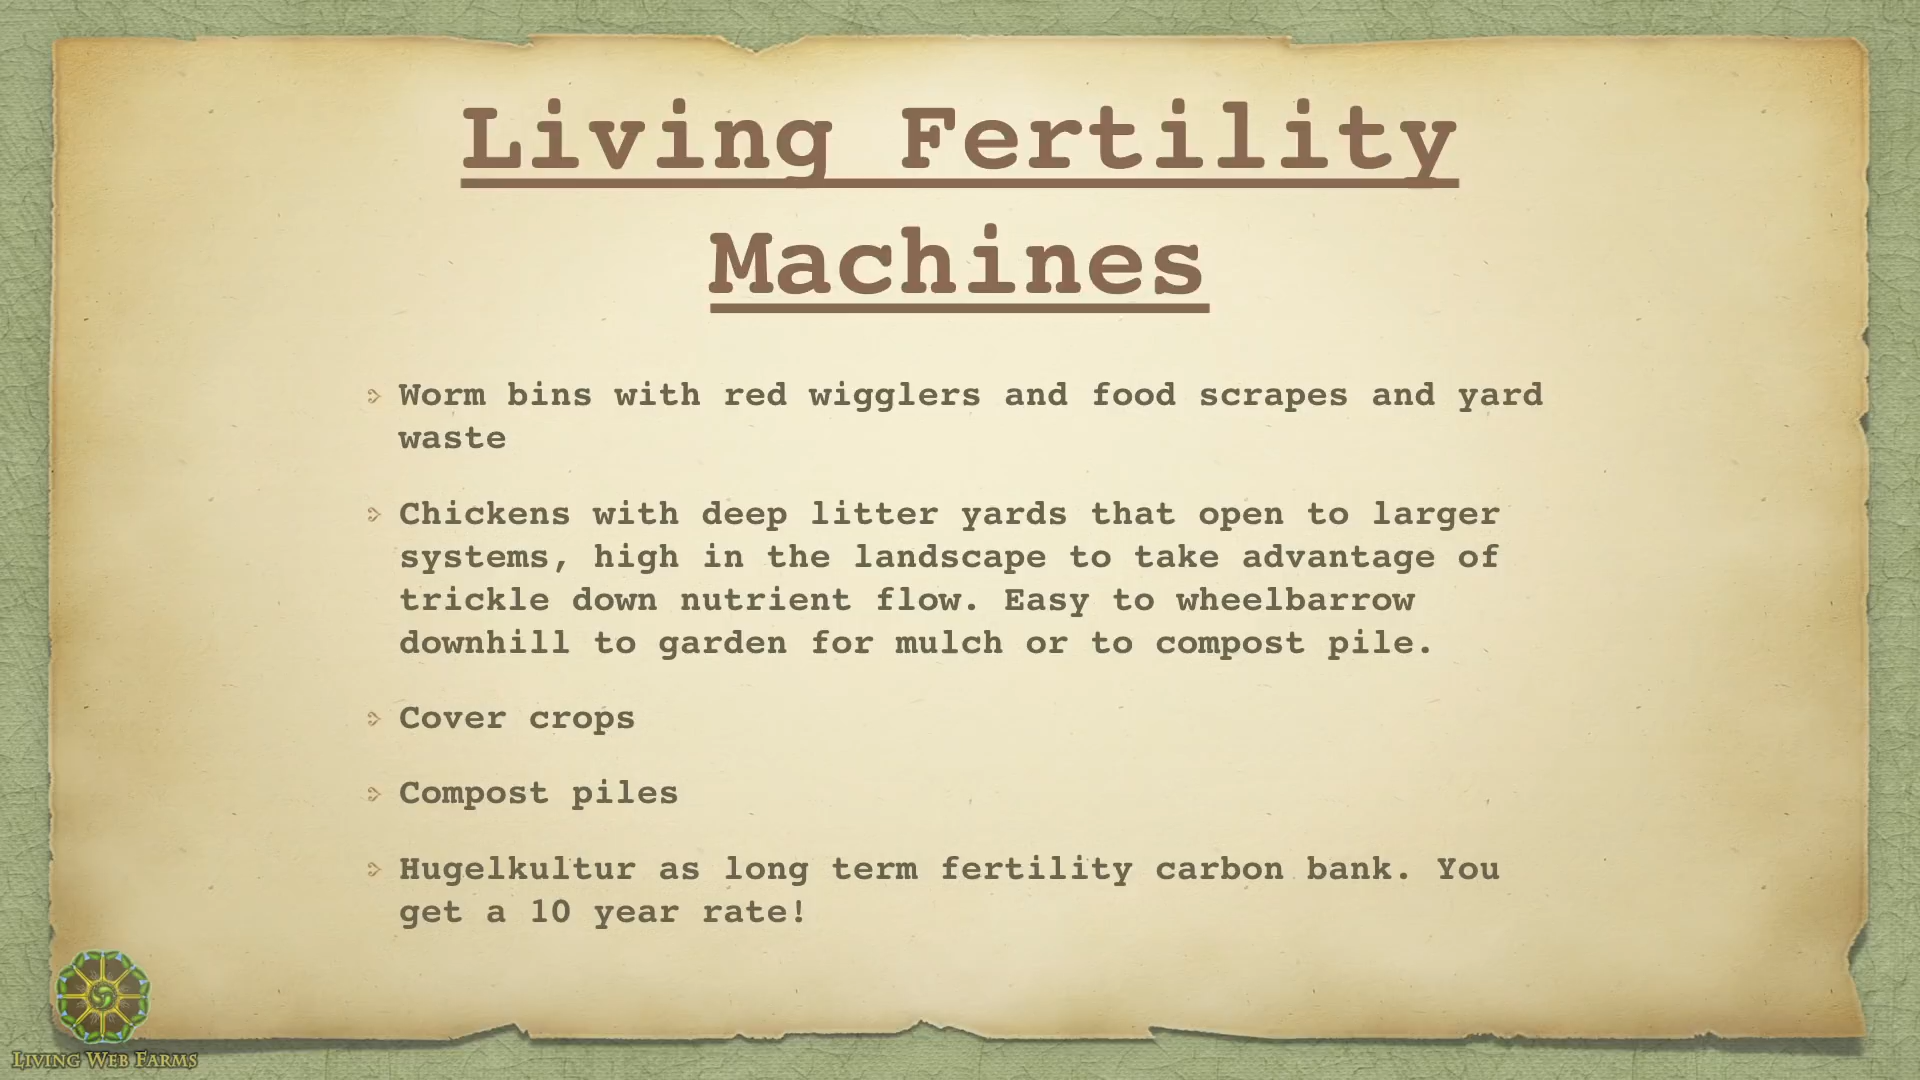 Living Fertility
Machines
Worm bins with red wigglers and food scrapes and yard
waste
Chickens with deep litter yards that open to larger
systems, high in the landscape to take advantage of
trickle down nutrient flow. Easy to wheelbarrow
downhill to garden for mulch or to compost pile.
Cover crops
Compost piles
Hugelkultur as long term fertility carbon bank. You
get a 10 year rate!
LIVING WEB FARMS